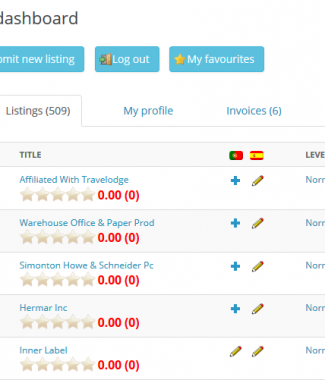 dashboard
omit new listing Log out My favourites
Listings (509) My profile Invoices (6)
TITLE LEVE
Affiliated With Travelodge Norr
0.00 (0)
Warehouse Office & Paper Prod Norr
0.00 (0)
Simonton Howe & Schneider Pc Norr
0.00 (0)
Hermar Inc Norr
0.00 (0)
Inner Label Norr
0.00 (0)